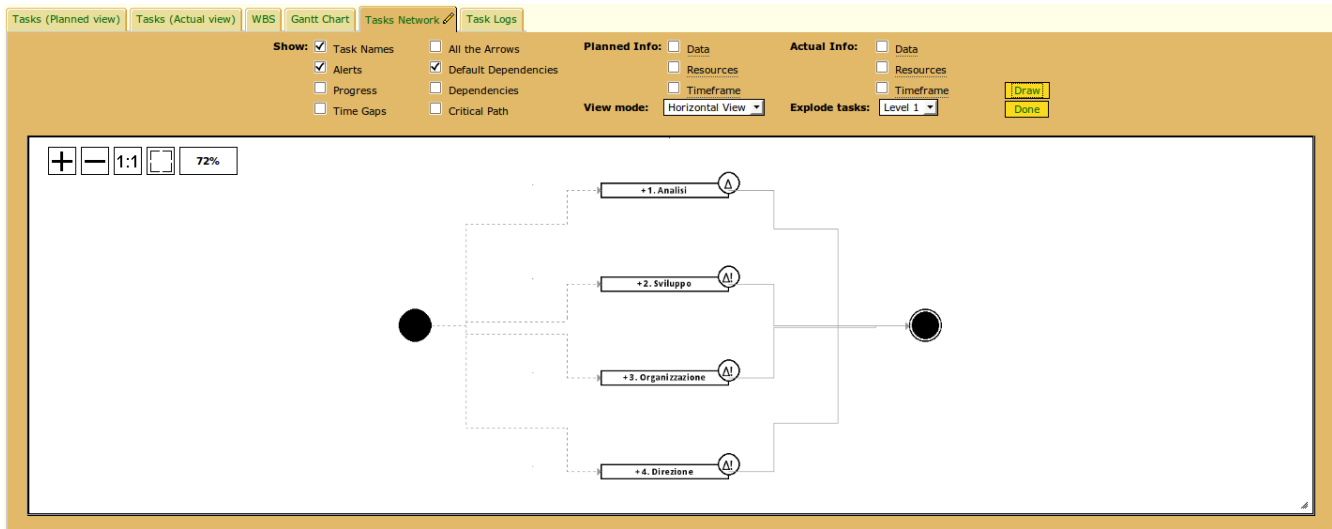 Tasks (Planned view) Tasks (Actual view) WBS Gantt Chart Tasks Network Task Logs
Show: Task Names All the Arrows Planned Info: Data Actual Info: Data
Alerts Default Dependencies Resources Resources
Progress Dependencies Timeframe Timeframe Draw
Time Gaps Critical Path View mode: Horizontal View Explode tasks: Level 1 Done
1:1 72%
+1. Analisi Δ
+2. Sviluppo Δ!
+3. Organizzazione Δ!
+4. Direzione Δ!